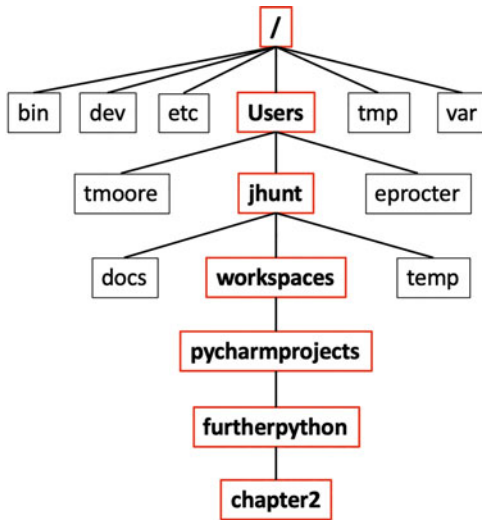 /
bin dev etc Users tmp var
tmoore jhunt eprocter
docs workspaces temp
pycharmprojects
furtherpython
chapter2